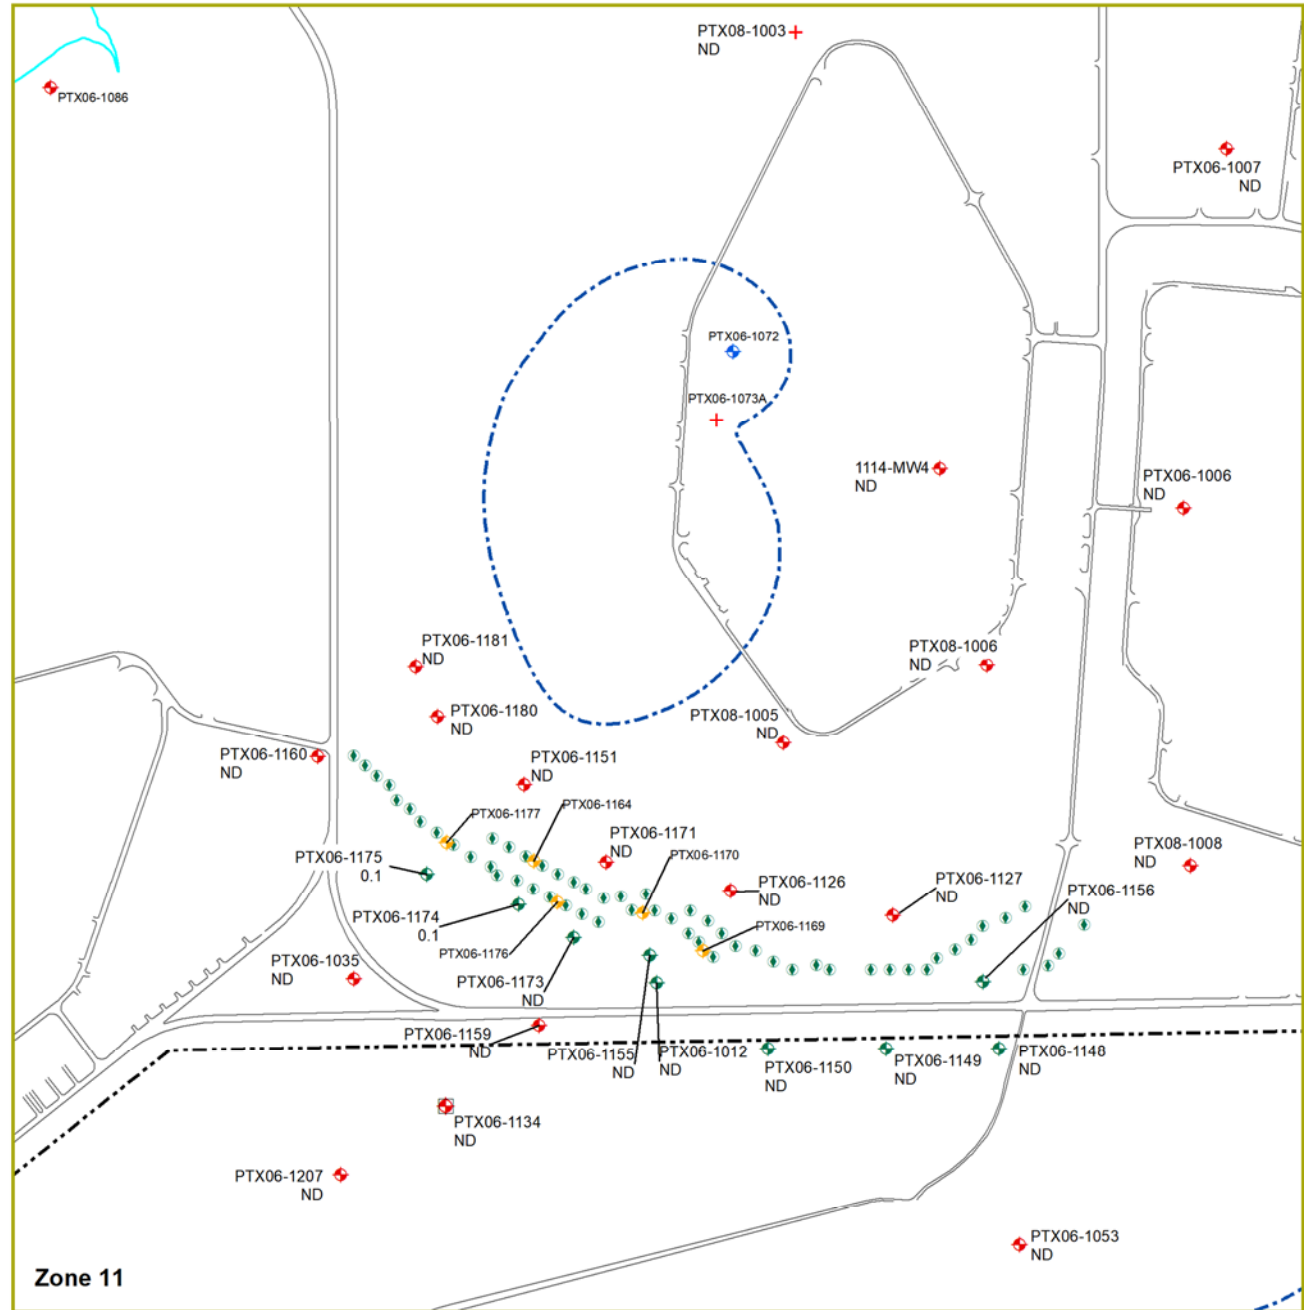 PTX08-1003
ND
PTX06-1086
PTX06-1007
ND
PTX06-1072
PTX06-1073A
1114-MW4
ND
PTX06-1006
ND
PTX06-1181
ND
PTX08-1006
ND
PTX06-1180
ND
PTX08-1005
ND
PTX06-1160
ND
PTX06-1151
ND
PTX06-1177
PTX06-1164
PTX06-1171
ND
PTX06-1170
PTX06-1175
0.1
PTX08-1008
ND
PTX06-1126
ND
PTX06-1127
ND
PTX06-1156
ND
PTX06-1174
0.1
PTX06-1169
PTX06-1176
PTX06-1035
ND
PTX06-1173
ND
PTX06-1159
ND
PTX06-1155
ND
PTX06-1012
ND
PTX06-1150
ND
PTX06-1149
ND
PTX06-1148
ND
PTX06-1134
ND
PTX06-1207
ND
PTX06-1053
ND
Zone 11